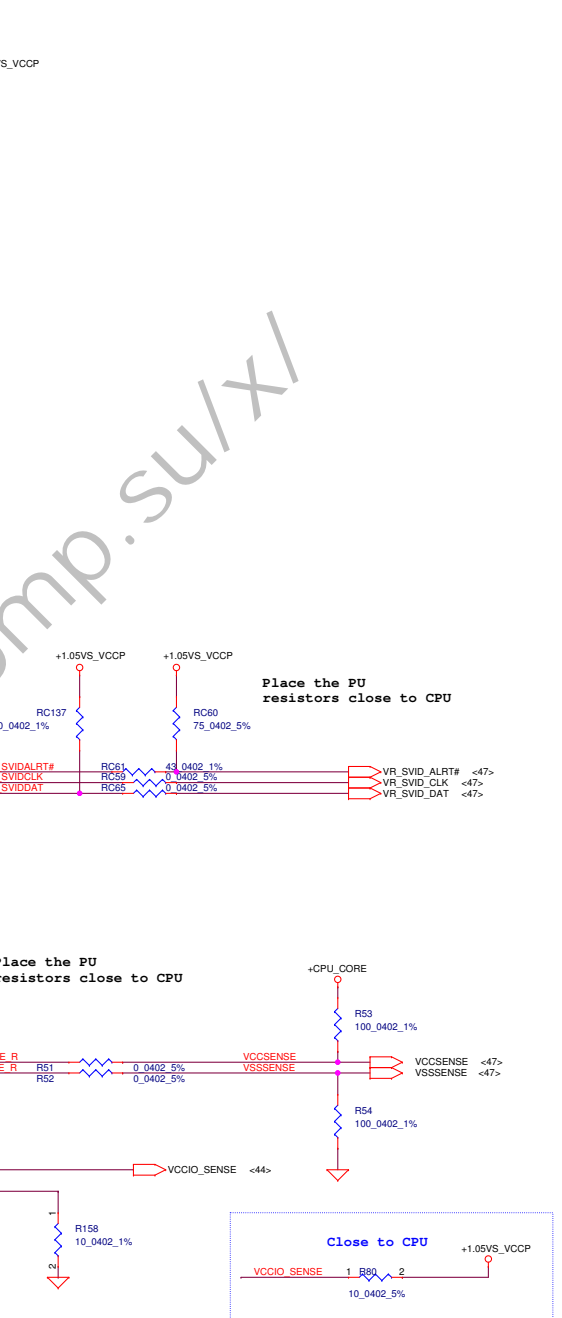 S_VCCP
omp.su/x/
+1.05VS_VCCP
+1.05VS_VCCP
Place the PU
resistors close to CPU
RC137
0_0402_1%
RC60
75_0402_5%
SVIDALRT#
RC61
43_0402_1%
VR_SVID_ALRT# <47>
SVIDCLK
RC59
0_0402_5%
VR_SVID_CLK <47>
SVIDDAT
RC65
0_0402_5%
VR_SVID_DAT <47>
Place the PU
resistors close to CPU
+CPU_CORE
R53
100_0402_1%
E_R
R51
0_0402_5%
VCCSENSE
VCCSENSE <47>
E_R
R52
0_0402_5%
VSSSENSE
VSSSENSE <47>
R54
100_0402_1%
VCCIO_SENSE <44>
1
R158
10_0402_1%
2
Close to CPU
+1.05VS_VCCP
VCCIO_SENSE
1 R80 2
10_0402_5%